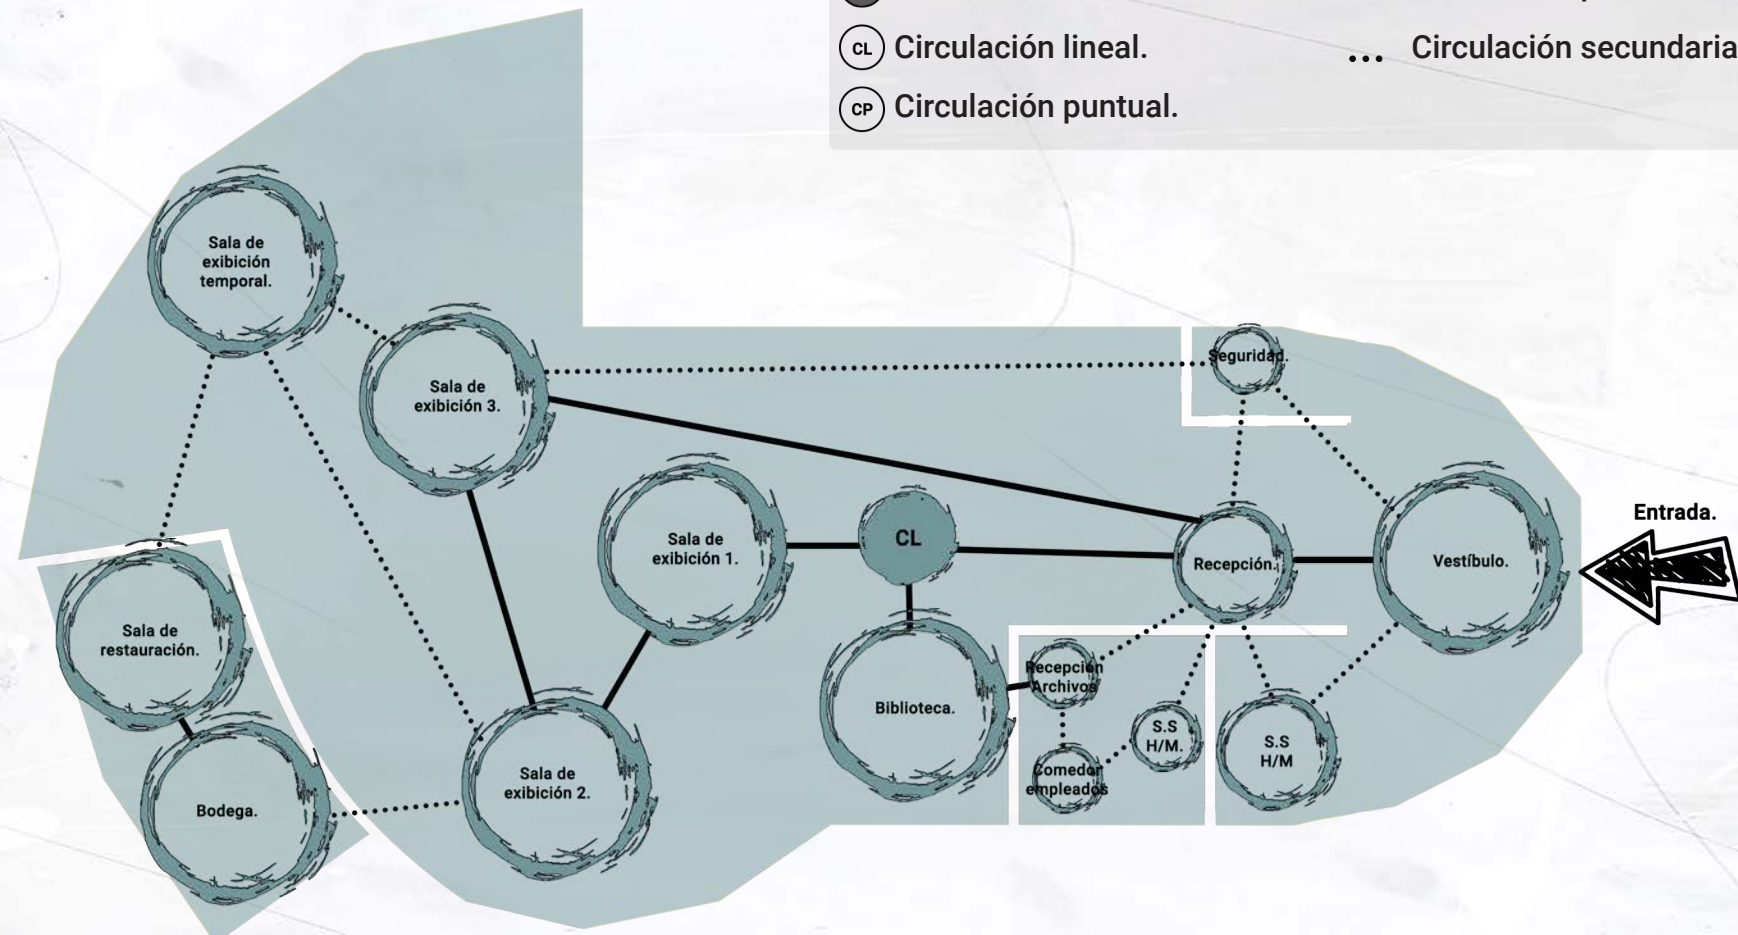 CL Circulación lineal.
... Circulación secundaria
CP Circulación puntual.
Sala de
exibición
temporal.
Sala de
exibición 3.
Seguridad.
Sala de
exibición 1.
CL
Recepción.
Vestíbulo.
Entrada.
Sala de
restauración.
Bodega.
Sala de
exibición 2.
Biblioteca.
Recepción
Archivos
Comedor
empleados
S.S
H/M.
S.S
H/M